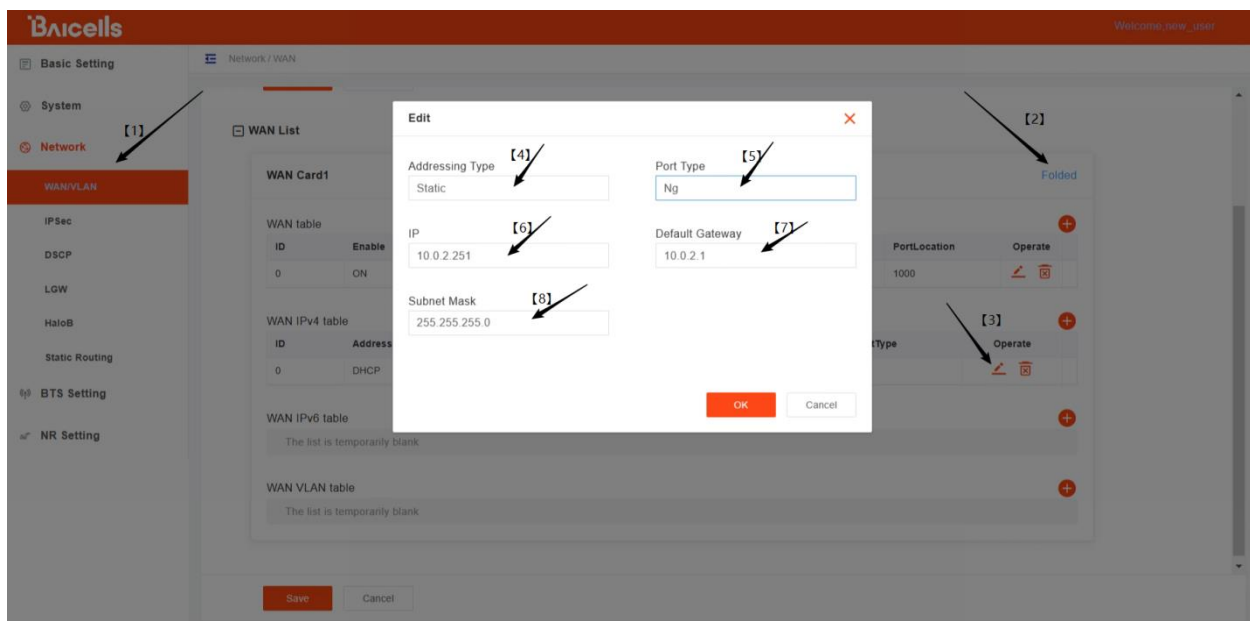 Baicells
Welcome,new_user
Basic Setting
Network / WAN
System
【1】
Network
WAN/VLAN
IPSec
DSCP
LGW
HaloB
Static Routing
BTS Setting
NR Setting
WAN List
【2】
WAN Card1
Folded
WAN table
ID Enable PortLocation Operate
0 ON 1000
WAN IPv4 table
【3】
ID Address tType Operate
0 DHCP
WAN IPv6 table
The list is temporarily blank
WAN VLAN table
The list is temporarily blank
Save Cancel
Edit
【4】 【5】
Addressing Type Port Type
Static Ng
【6】 【7】
IP Default Gateway
10.0.2.251 10.0.2.1
【8】
Subnet Mask
255.255.255.0
OK Cancel